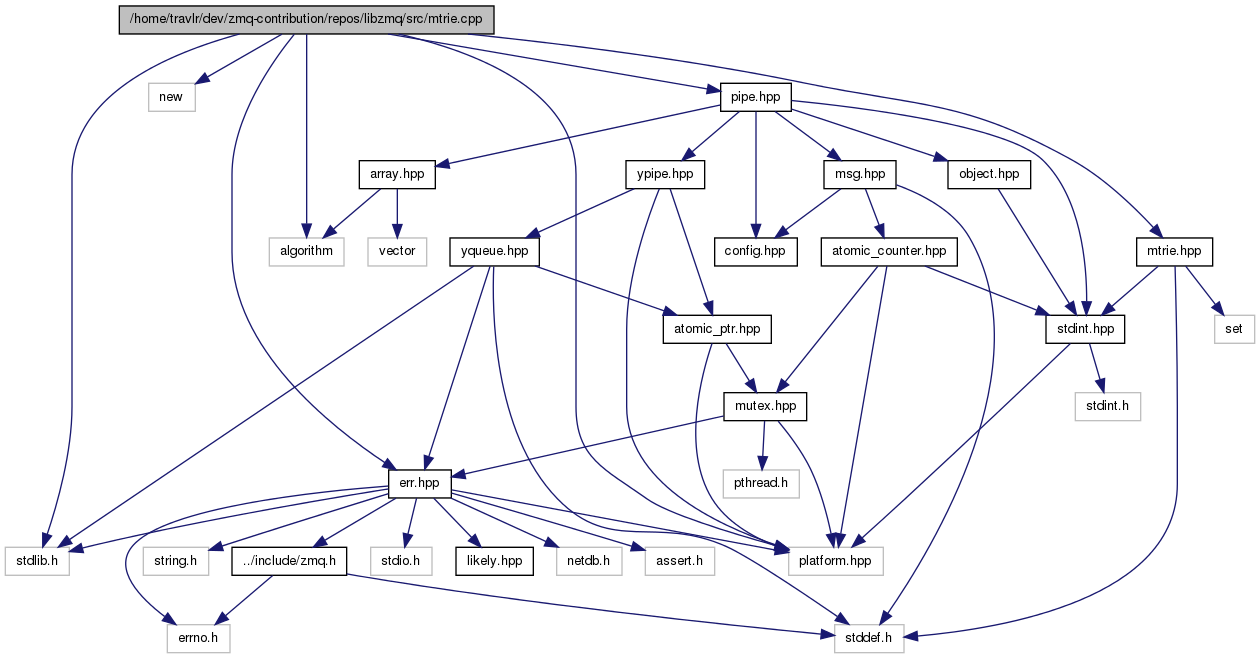 /home/travlr/dev/zmq-contribution/repos/libzmq/src/mtrie.cpp
new
pipe.hpp
array.hpp
ypipe.hpp
msg.hpp
object.hpp
algorithm
vector
yqueue.hpp
config.hpp
atomic_counter.hpp
mtrie.hpp
atomic_ptr.hpp
stdint.hpp
set
mutex.hpp
stdint.h
err.hpp
pthread.h
stdlib.h
string.h
../include/zmq.h
stdio.h
likely.hpp
netdb.h
assert.h
platform.hpp
errno.h
stddef.h